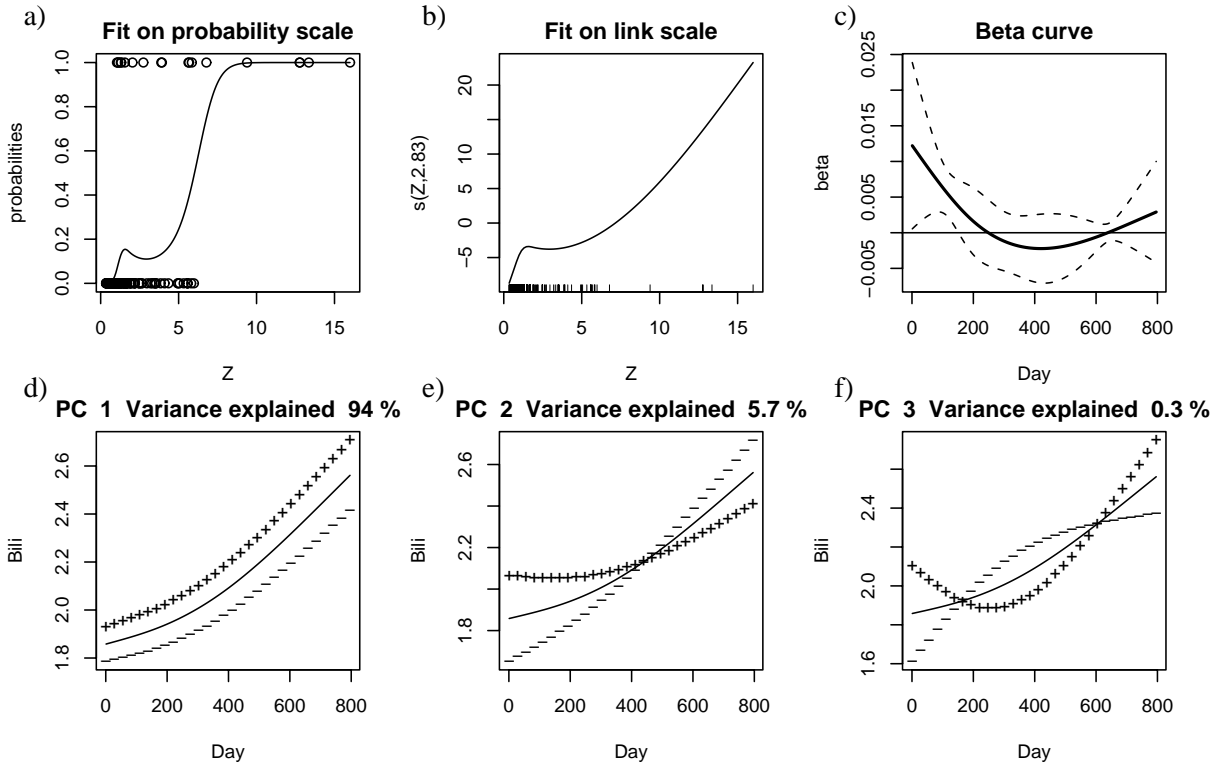 a)
Fit on probability scale
probabilities
0.0 0.2 0.4 0.6 0.8 1.0
0 5 10 15
Z
b)
Fit on link scale
s(Z,2.83)
−5 0 5 10 20
0 5 10 15
Z
c)
Beta curve
beta
−0.005 0.005 0.015 0.025
0 200 400 600 800
Day
d)
PC 1 Variance explained 94 %
Bili
1.8 2.0 2.2 2.4 2.6
0 200 400 600 800
Day
e)
PC 2 Variance explained 5.7 %
Bili
1.8 2.2 2.6
0 200 400 600 800
Day
f)
PC 3 Variance explained 0.3 %
Bili
1.6 2.0 2.4
0 200 400 600 800
Day